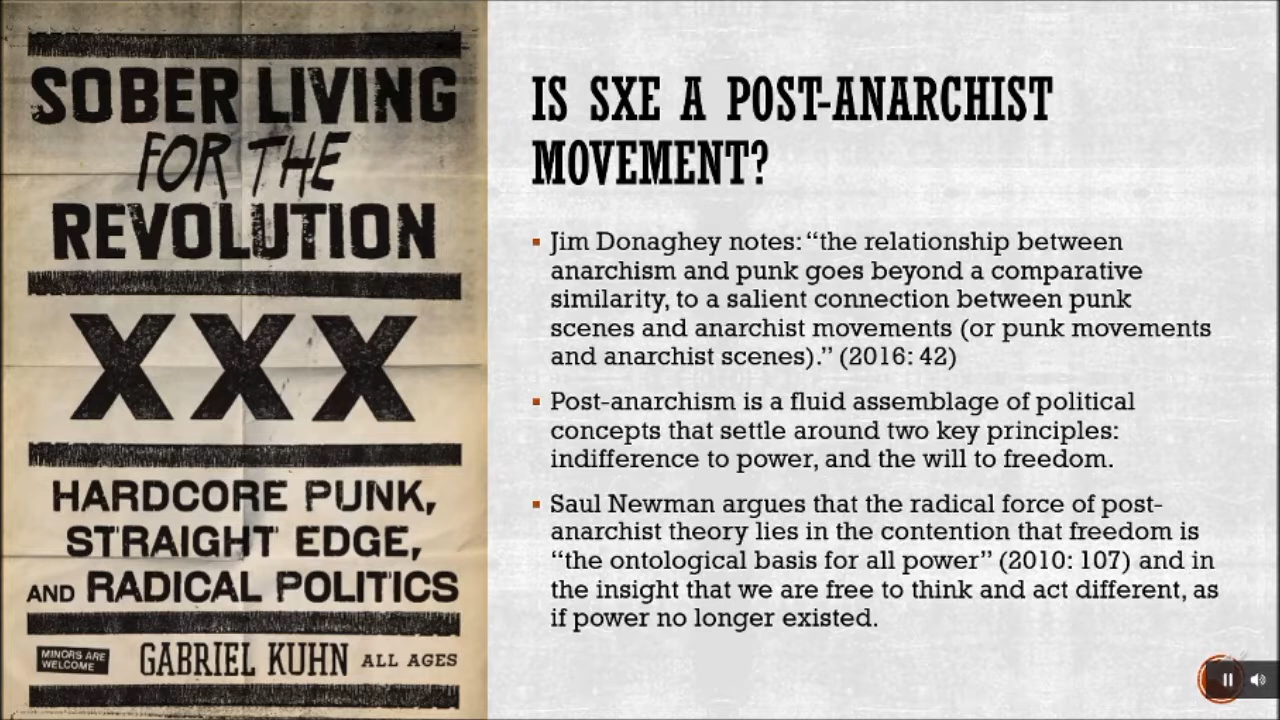 SOBER LIVING
FOR THE
REVOLUTION
XXX
HARDCORE PUNK,
STRAIGHT EDGE,
AND RADICAL POLITICS
MINORS ARE
WELCOME
GABRIEL KUHN ALL AGES
IS SXE A POST-ANARCHIST
MOVEMENT?
▪ Jim Donaghey notes: “the relationship between
anarchism and punk goes beyond a comparative
similarity, to a salient connection between punk
scenes and anarchist movements (or punk movements
and anarchist scenes).” (2016: 42)
▪ Post-anarchism is a fluid assemblage of political
concepts that settle around two key principles:
indifference to power, and the will to freedom.
▪ Saul Newman argues that the radical force of post-
anarchist theory lies in the contention that freedom is
“the ontological basis for all power” (2010: 107) and in
the insight that we are free to think and act different, as
if power no longer existed.